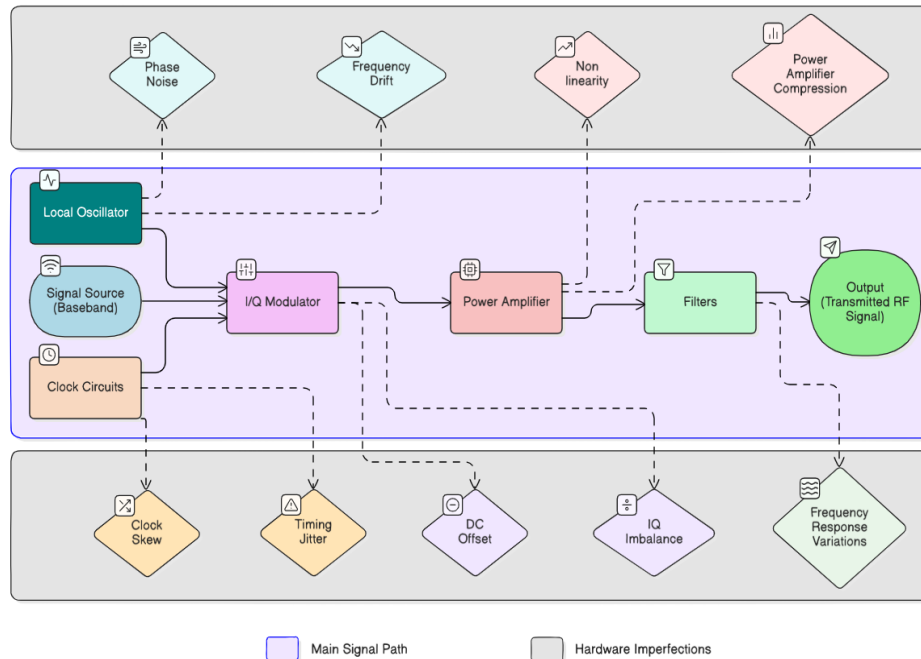 Phase
Noise
Frequency
Drift
Non
linearity
Power
Amplifier
Compression
Local Oscillator
Signal Source
(Baseband)
Clock Circuits
I/Q Modulator
Power Amplifier
Filters
Output
(Transmitted RF
Signal)
Clock
Skew
Timing
Jitter
DC
Offset
IQ
Imbalance
Frequency
Response
Variations
Main Signal Path
Hardware Imperfections